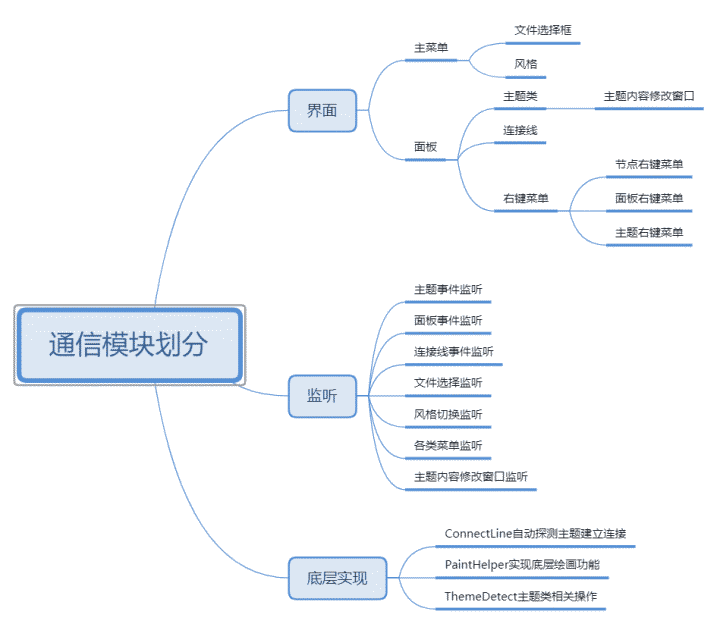 通信模块划分
界面
主菜单
文件选择框
风格
面板
主题类
主题内容修改窗口
连接线
右键菜单
节点右键菜单
面板右键菜单
主题右键菜单
监听
主题事件监听
面板事件监听
连接线事件监听
文件选择监听
风格切换监听
各类菜单监听
主题内容修改窗口监听
底层实现
ConnectLine自动探测主题建立连接
PaintHelper实现底层绘画功能
ThemeDetect主题类相关操作